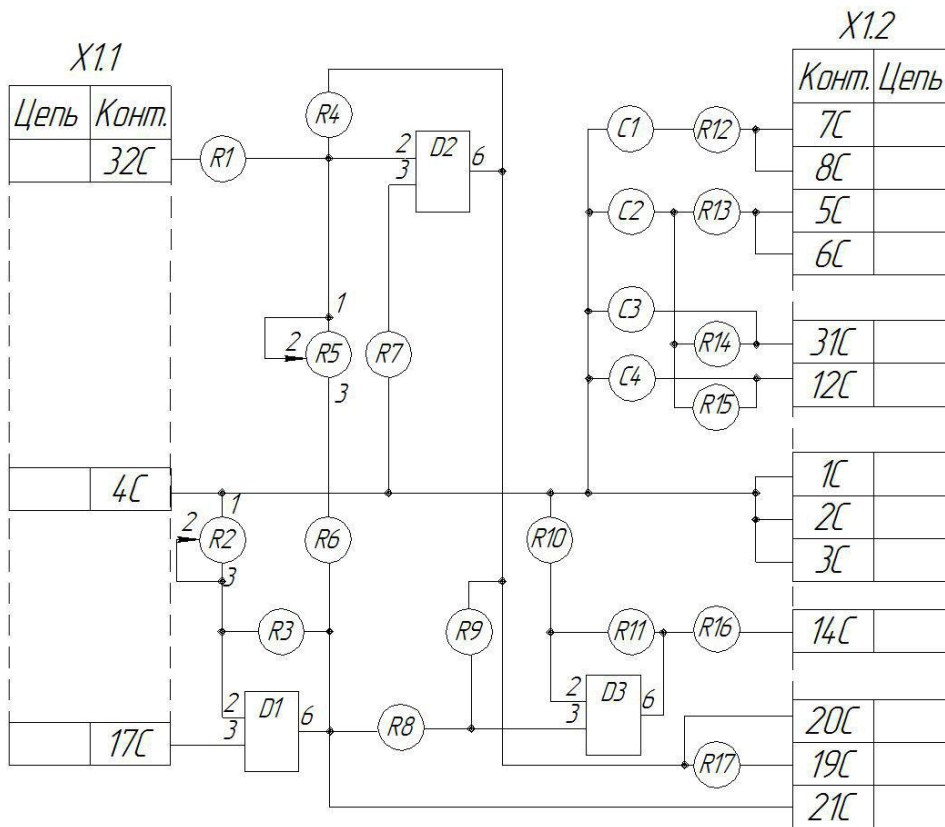 X1.1
X1.2
Цепь Конт.
Конт. Цепь
R4
C1 R12 7С
32С R1 2 D2 6
3
8С
C2 R13 5С
6С
1
C3
2 R5 R7 R14 31С
3
C4 12С
R15
4С 1С
1
2 R2 R6 R10 2С
3
3С
R3 R9 R11 R16 14С
2 D1 6
3
2 D3 6
3
R8
20С
17С
R17 19С
21С